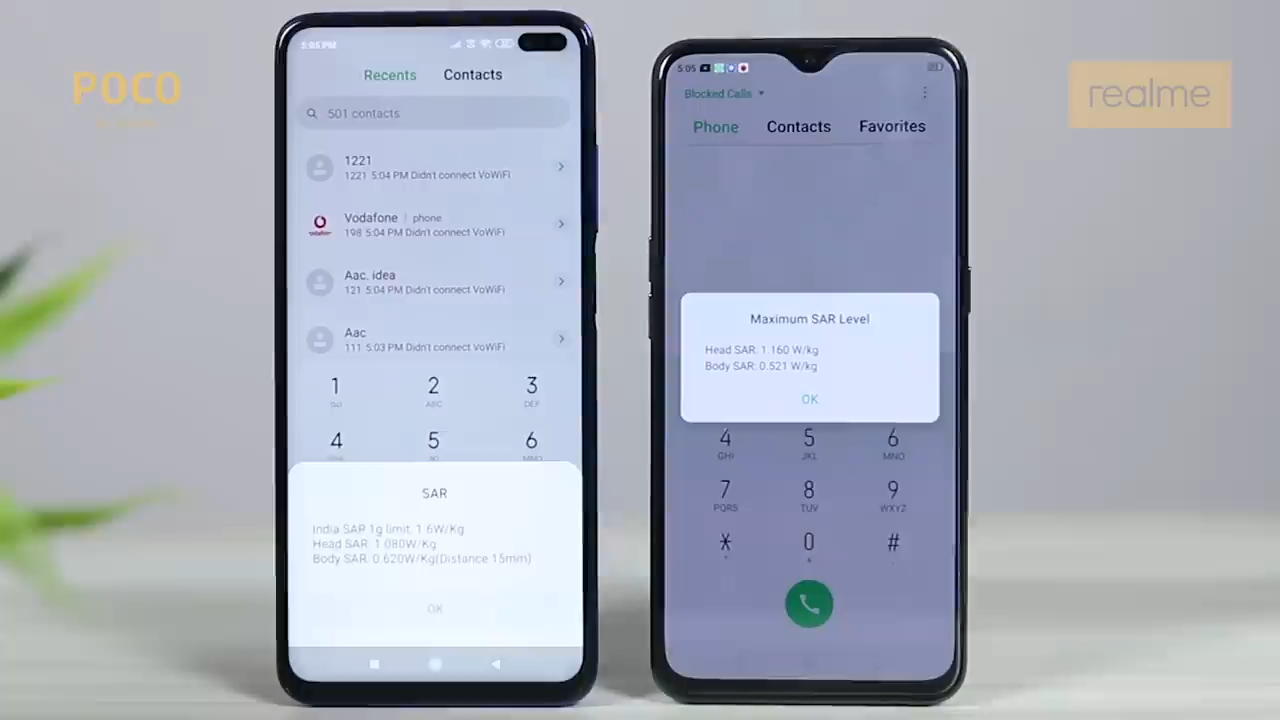 POCO
realme
5:05 PM
Recents Contacts
501 contacts
1221
1221 5:04 PM Didn't connect VoWiFi
Vodafone | phone
198 5:04 PM Didn't connect VoWiFi
Aac. idea
121 5:04 PM Didn't connect VoWiFi
Aac
111 5:03 PM Didn't connect VoWiFi
1 2 3
ABC DEF
4 5 6
SAR
India SAR 1g limit: 1.6W/Kg
Head SAR: 1.080W/Kg
Body SAR: 0.620W/Kg(Distance 15mm)
OK
5:05
Blocked Calls
Phone Contacts Favorites
Maximum SAR Level
Head SAR: 1.160 W/kg
Body SAR: 0.521 W/kg
OK
4 5 6
GHI JKL MNO
7 8 9
PQRS TUV WXYZ
* 0 #
+